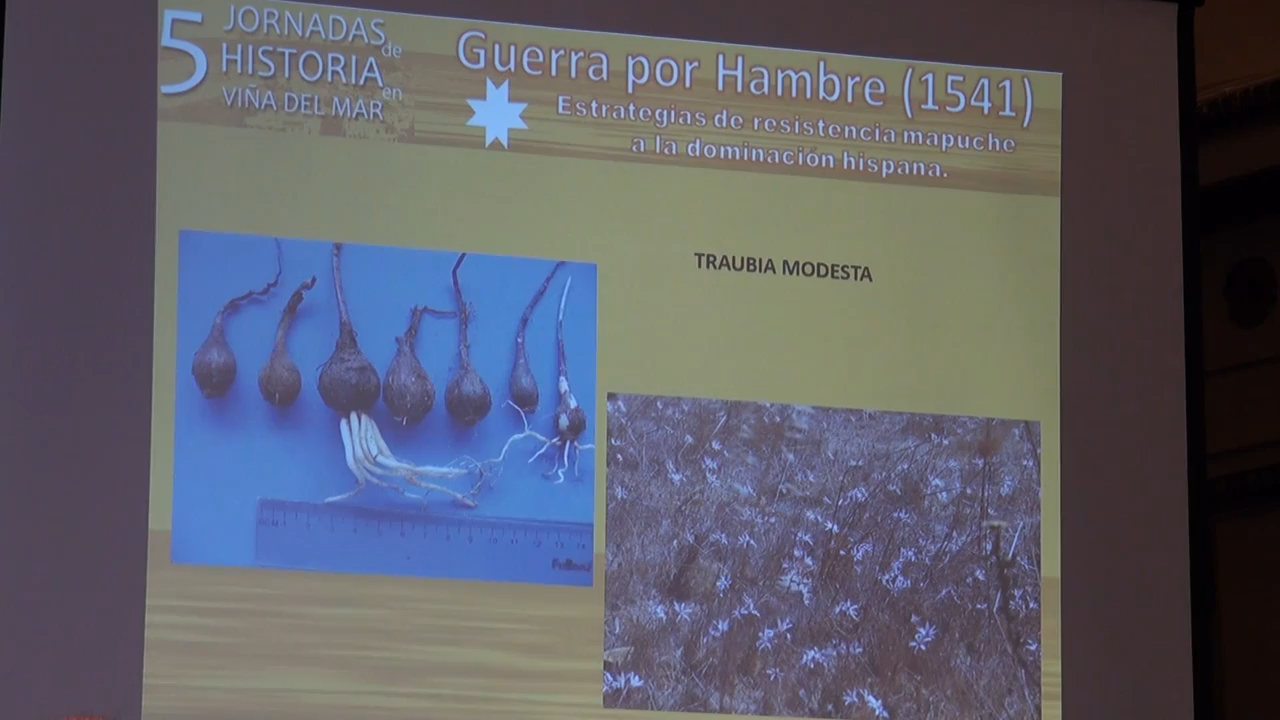 5 JORNADAS de
HISTORIA en
VIÑA DEL MAR
Guerra por Hambre (1541)
Estrategias de resistencia mapuche
a la dominación hispana.
TRAUBIA MODESTA